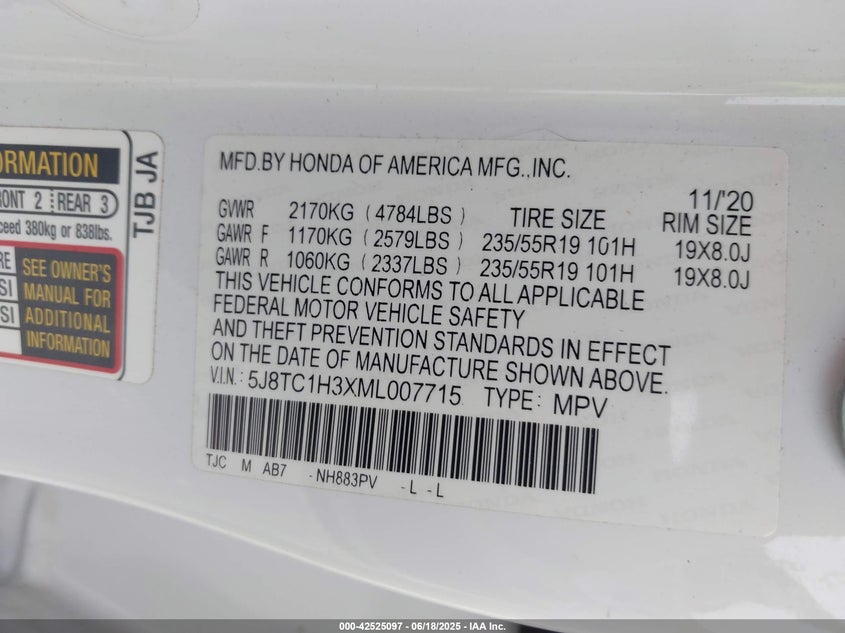 ORMATION
RONT 2 REAR 3
ceed 380kg or 838lbs.
RE
SI
SI
SEE OWNER'S
MANUAL FOR
ADDITIONAL
INFORMATION
TJB JA
MFD.BY HONDA OF AMERICA MFG.,INC.
11/'20
GVWR 2170KG (4784LBS) TIRE SIZE RIM SIZE
GAWR F 1170KG (2579LBS) 235/55R19 101H 19X8.0J
GAWR R 1060KG (2337LBS) 235/55R19 101H 19X8.0J
THIS VEHICLE CONFORMS TO ALL APPLICABLE
FEDERAL MOTOR VEHICLE SAFETY
AND THEFT PREVENTION STANDARDS IN EFFECT
ON THE DATE OF MANUFACTURE SHOWN ABOVE.
V.I.N.: 5J8TC1H3XML007715 TYPE: MPV
TJC M AB7 -NH883PV -L -L
000-42525097 - 06/18/2025 - IAA Inc.